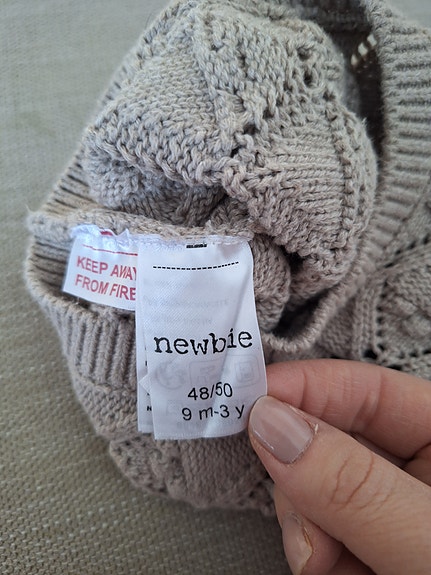 KEEP AWAY
FROM FIRE
newbie
48/50
9 m-3 y